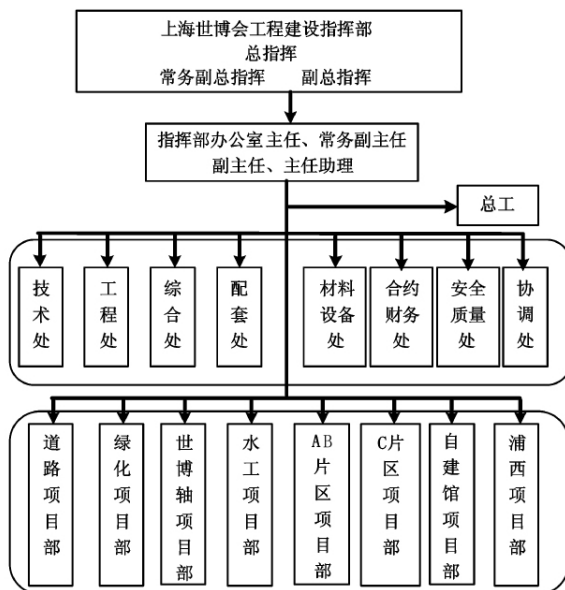 上海世博会工程建设指挥部
总指挥
常务副总指挥 副总指挥
指挥部办公室主任、常务副主任
副主任、主任助理
总工
技术处
工程处
综合处
配套处
材料设备处
合约财务处
安全质量处
协调处
道路项目部
绿化项目部
世博轴项目部
水工项目部
AB片区项目部
C片区项目部
自建馆项目部
浦西项目部